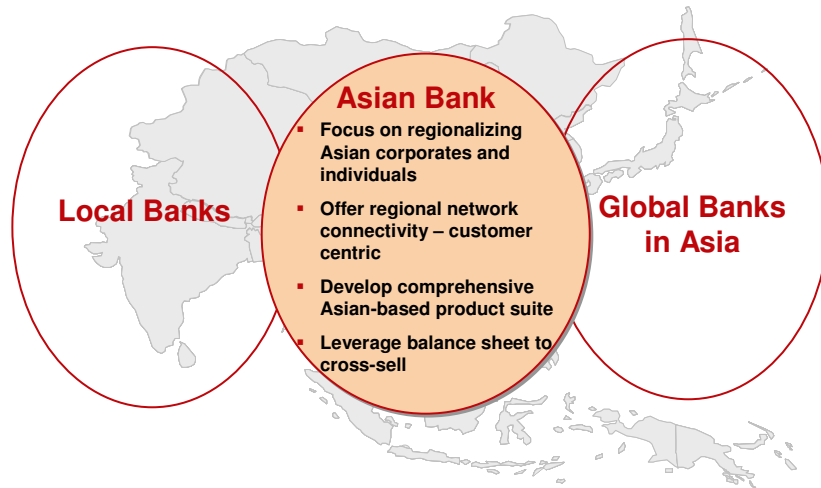 Local Banks
Asian Bank
▪ Focus on regionalizing
Asian corporates and
individuals
▪ Offer regional network
connectivity – customer
centric
▪ Develop comprehensive
Asian-based product suite
▪ Leverage balance sheet to
cross-sell
Global Banks
in Asia